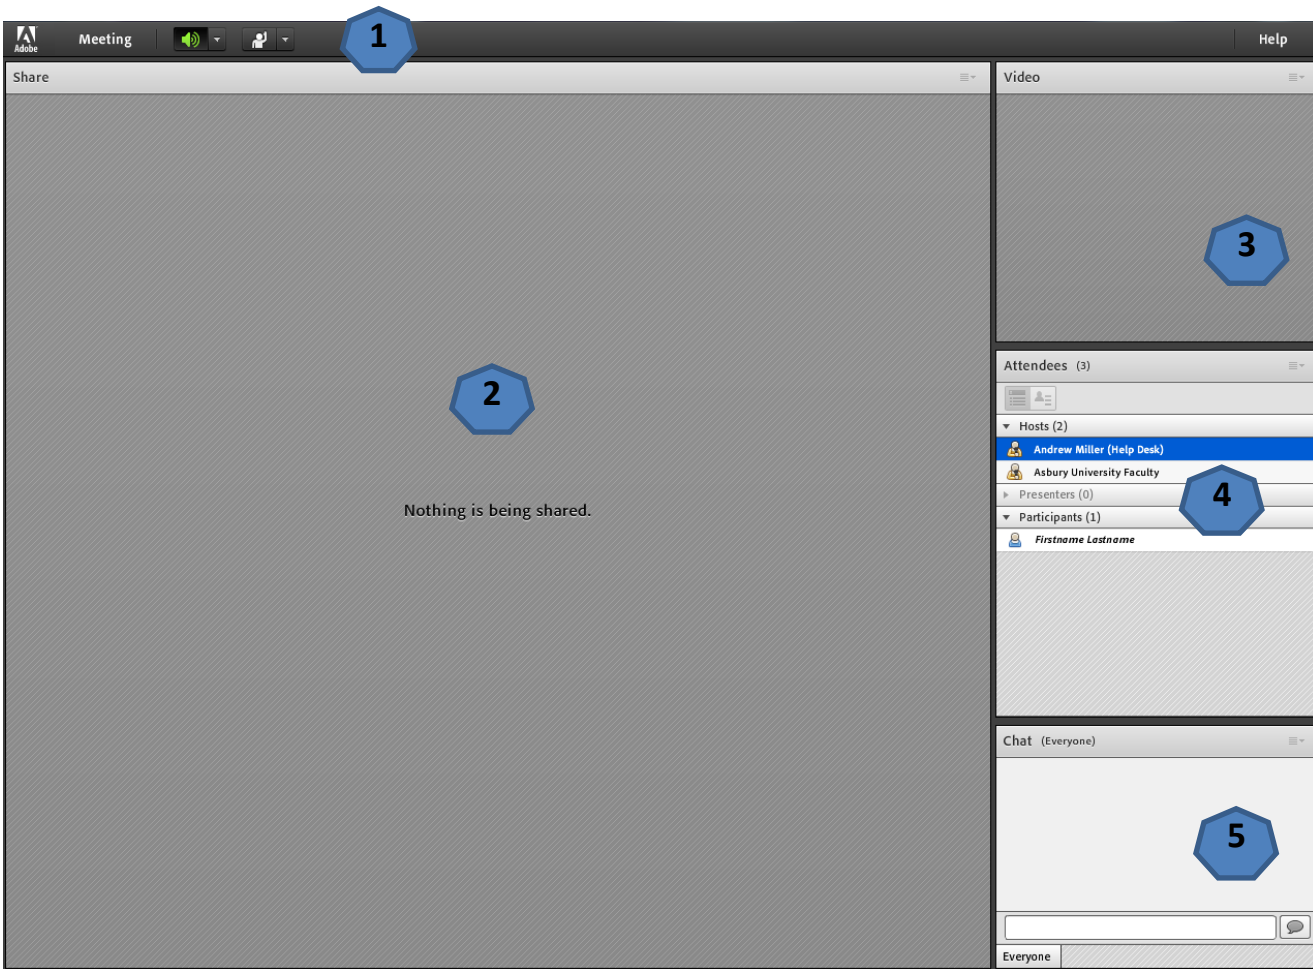 Adobe
Meeting
1
Help
Share
Video
3
2
Nothing is being shared.
Attendees (3)
Hosts (2)
Andrew Miller (Help Desk)
Asbury University Faculty
Presenters (0)
4
Participants (1)
Firstname Lastname
Chat (Everyone)
5
Everyone